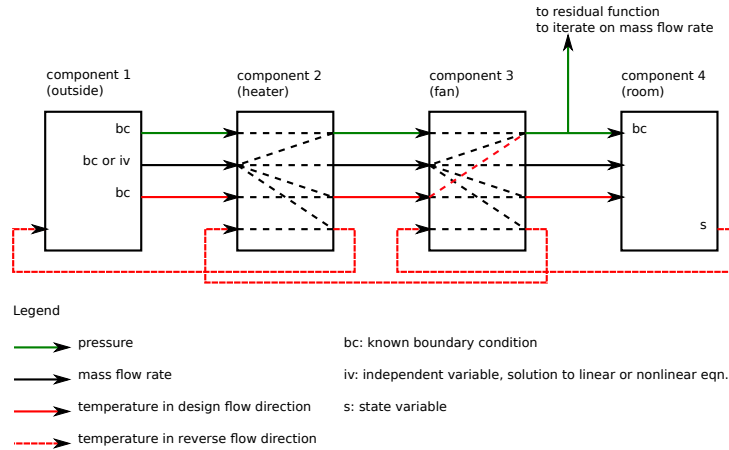 to residual function
to iterate on mass flow rate
component 1
(outside)
component 2
(heater)
component 3
(fan)
component 4
(room)
bc
bc
bc or iv
bc
s
Legend
pressure
bc: known boundary condition
mass flow rate
iv: independent variable, solution to linear or nonlinear eqn.
temperature in design flow direction
s: state variable
temperature in reverse flow direction